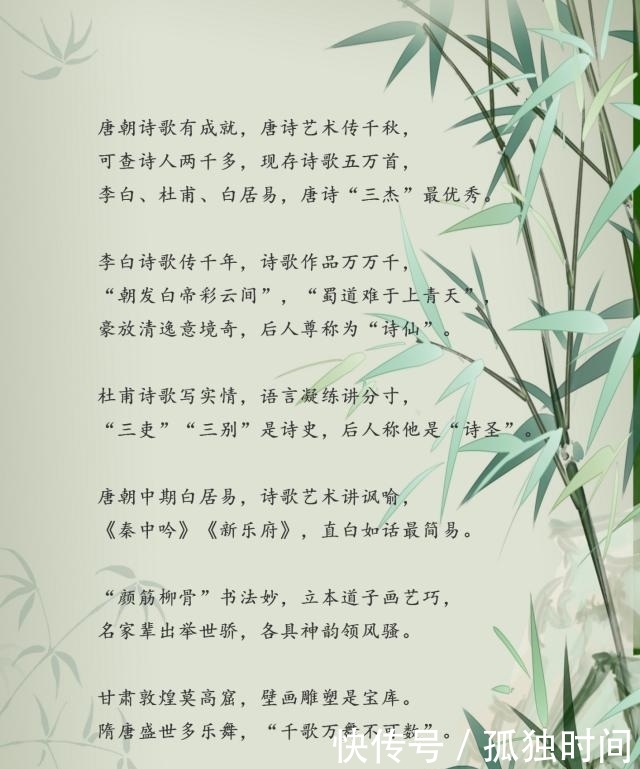 唐朝诗歌有成就，唐诗艺术传千秋，
可查诗人两千多，现存诗歌五万首，
李白、杜甫、白居易，唐诗“三杰”最优秀。
李白诗歌传千年，诗歌作品万万千，
“朝发白帝彩云间”，“蜀道难于上青天”，
豪放清逸意境奇，后人尊称为“诗仙”。
杜甫诗歌写实情，语言凝练讲分寸，
“三吏”“三别”是诗史，后人称他是“诗圣”。
唐朝中期白居易，诗歌艺术讲讽喻，
《秦中吟》《新乐府》，直白如话最简易。
“颜筋柳骨”书法妙，立本道子画艺巧，
名家辈出举世骄，各具神韵领风骚。
甘肃敦煌莫高窟，壁画雕塑是宝库。
隋唐盛世多乐舞，“千歌万舞不可数”。
快传号 / 孤独时间